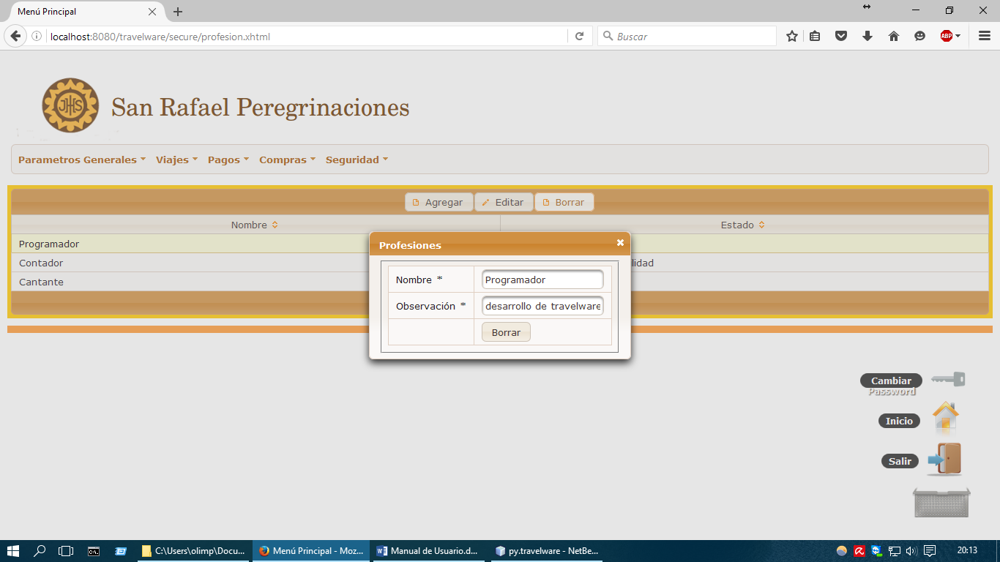 Menú Principal
localhost:8080/travelware/secure/profesion.xhtml
Buscar
ABP
JHS
San Rafael Peregrinaciones
Parametros Generales Viajes Pagos Compras Seguridad
Agregar Editar Borrar
Nombre Estado
Programador
Contador lidad
Cantante
Profesiones
Nombre * Programador
Observación * desarrollo de travelware
Borrar
Cambiar
Password
Inicio
Salir
C:\Users\olimp\Docu... Menú Principal - Moz... Manual de Usuario.d... py.travelware - NetBe... 20:13